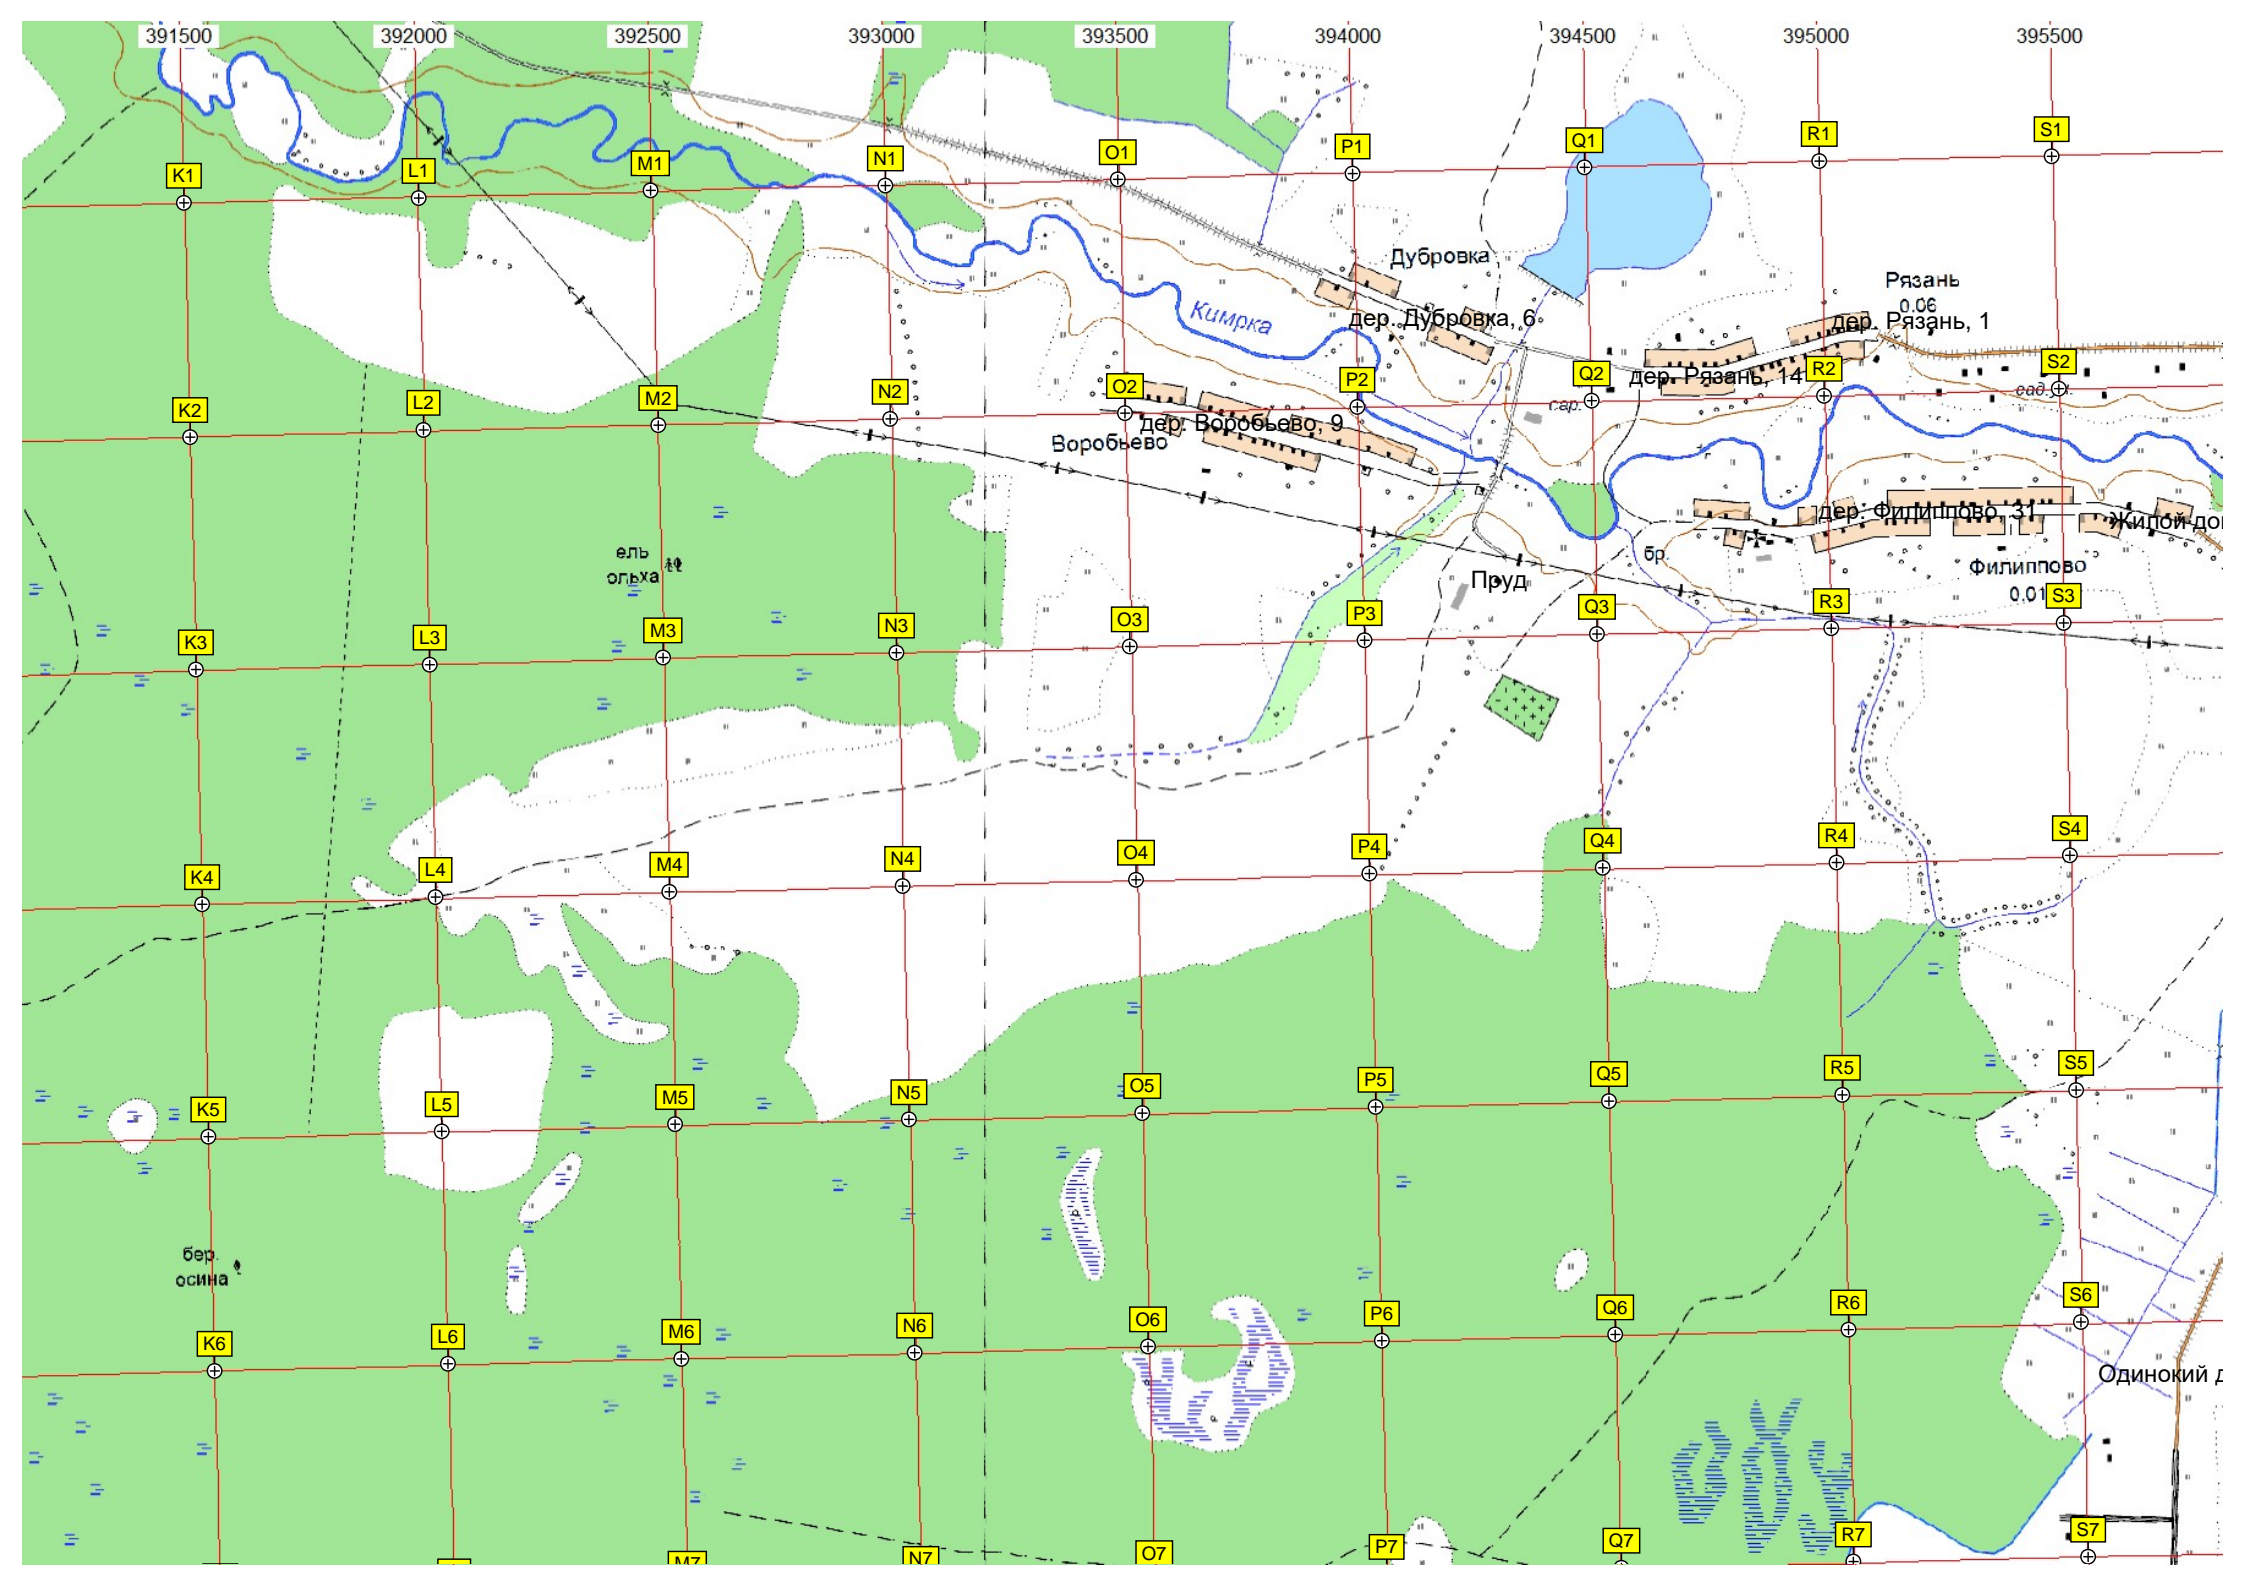 391500 392000 392500 393000 393500 394000 394500 395000 395500
K1 L1 M1 N1 O1 P1 Q1 R1 S1
Дубровка
Рязань
0.06
Кимрка
дер. Дубровка, 6
дер. Рязань, 1
дер. Рязань, 14
K2 L2 M2 N2 O2 P2 Q2 R2 S2
сар.
сад.
дер. Воробьево, 9
Воробьево
дер. Филиппово, 31
Жилой до
ель
ольха
бр.
Пруд
Филиппово
0.01
K3 L3 M3 N3 O3 P3 Q3 R3 S3
K4 L4 M4 N4 O4 P4 Q4 R4 S4
K5 L5 M5 N5 O5 P5 Q5 R5 S5
бер.
осина
K6 L6 M6 N6 O6 P6 Q6 R6 S6
Одинокий д
M7 N7 O7 P7 Q7 R7 S7